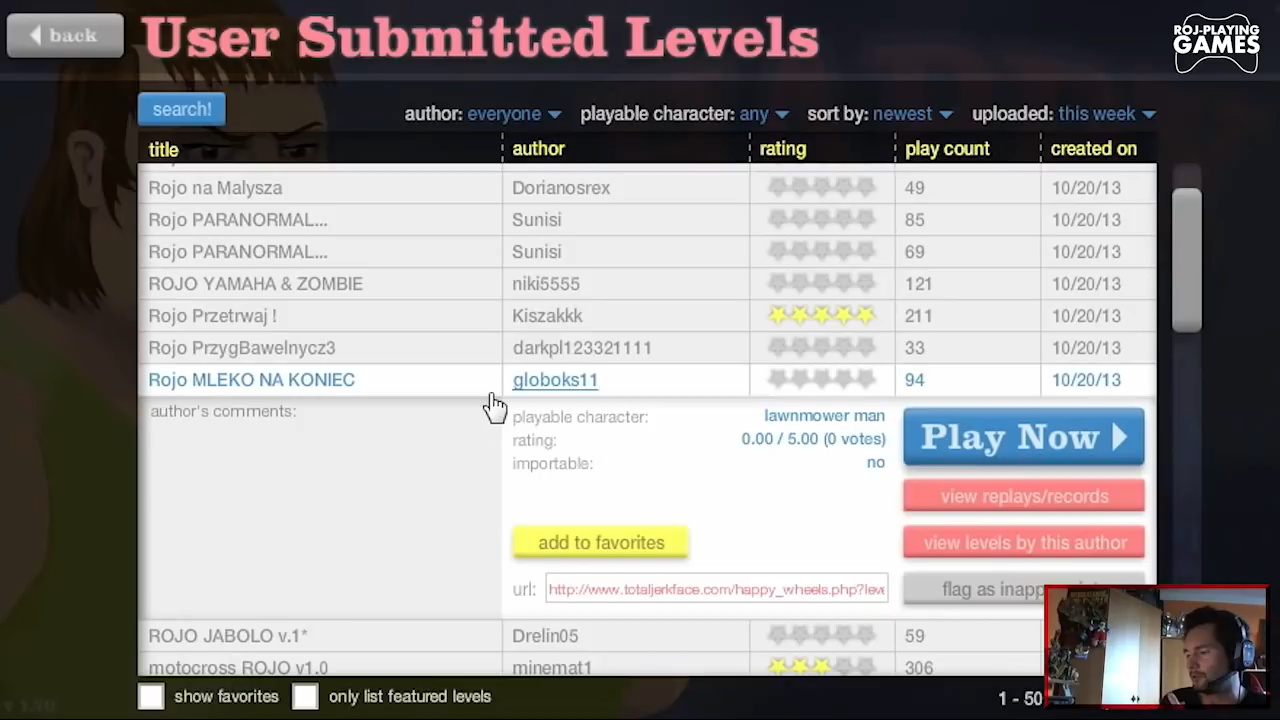 back
User Submitted Levels
ROJ-PLAYING
GAMES
search!
author: everyone playable character: any sort by: newest uploaded: this week
title author rating play count created on
Rojo na Malysza Dorianosrex 49 10/20/13
Rojo PARANORMAL... Sunisi 85 10/20/13
Rojo PARANORMAL... Sunisi 69 10/20/13
ROJO YAMAHA & ZOMBIE niki5555 121 10/20/13
Rojo Przetrwaj ! Kiszakkk 211 10/20/13
Rojo PrzygBawelnycz3 darkpl123321111 33 10/20/13
Rojo MLEKO NA KONIEC globoks11 94 10/20/13
author's comments:
playable character: lawnmower man
rating: 0.00 / 5.00 (0 votes)
importable: no
Play Now
view replays/records
add to favorites
view levels by this author
url: http://www.totaljerkface.com/happy_wheels.php?leve
flag as inapp
ROJO JABOLO v.1* Drelin05 59
motocross ROJO v1.0 minemat1 306
show favorites only list featured levels
1 - 50